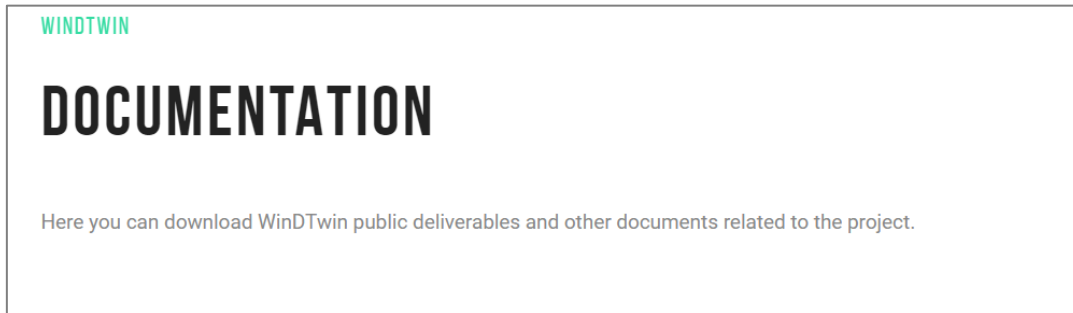 WINDTWIN
DOCUMENTATION
Here you can download WinDTwin public deliverables and other documents related to the project.